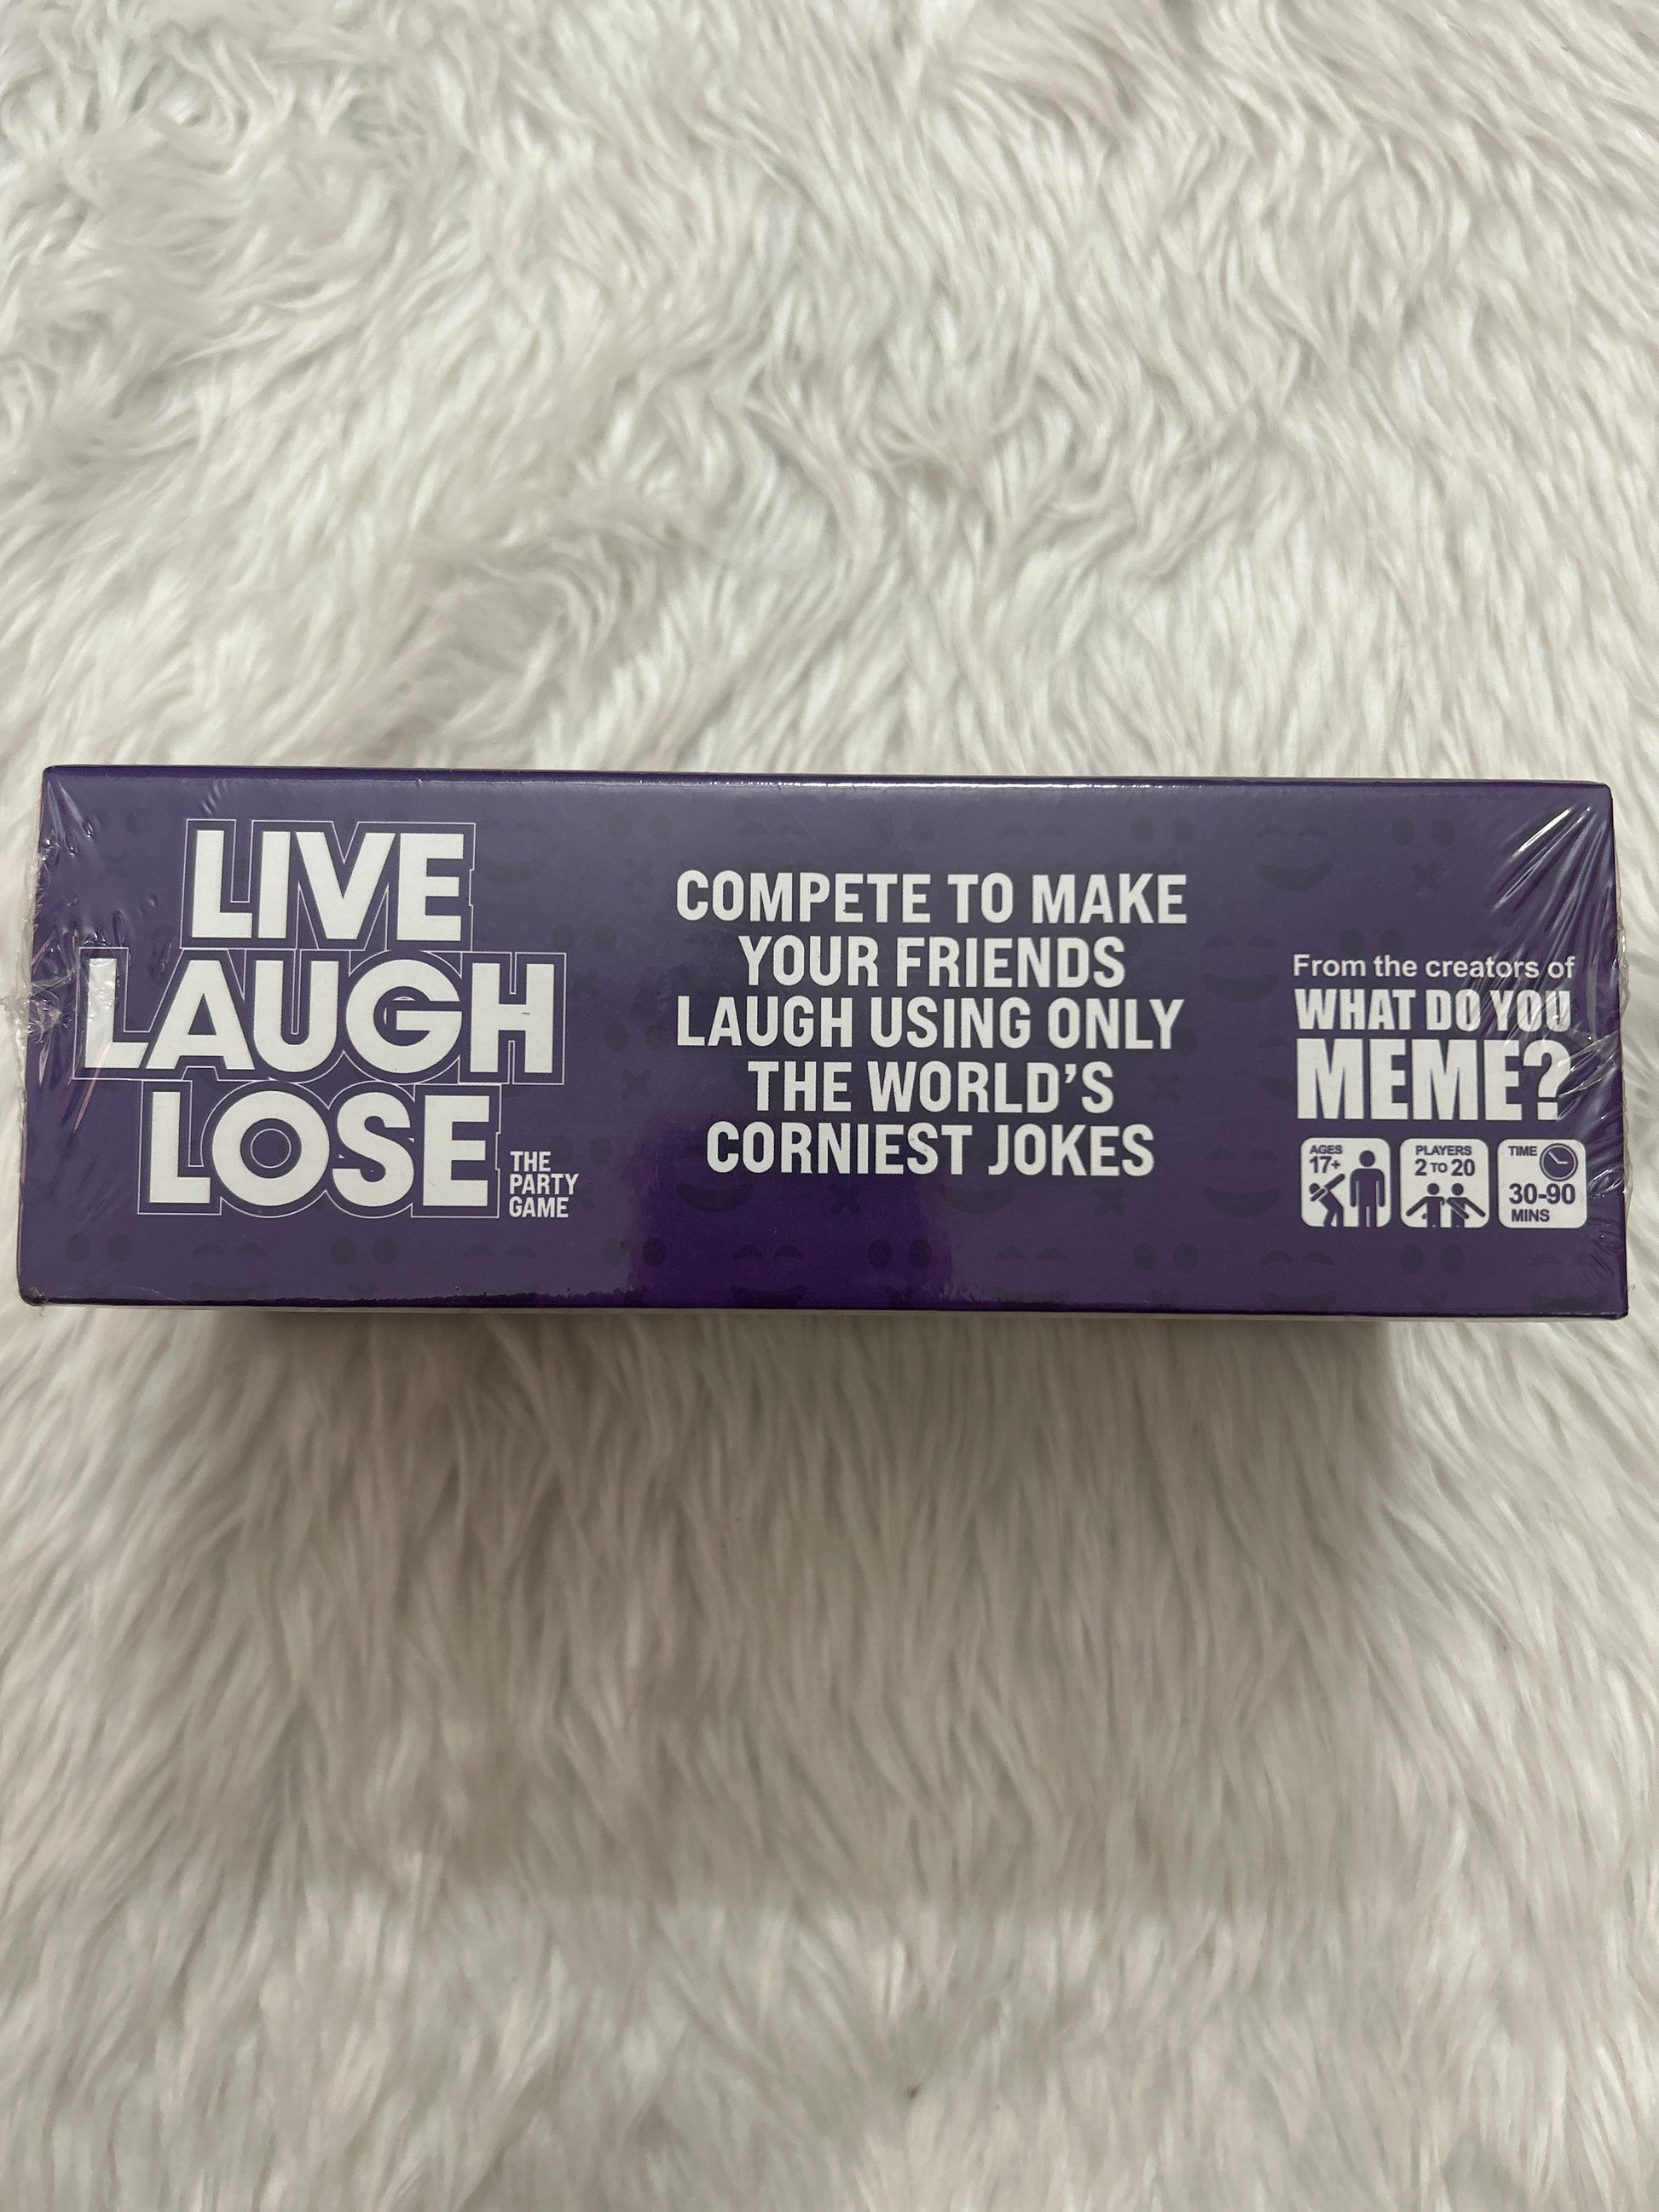 LIVE
LAUGH
LOSE
THE
PARTY
GAME
COMPETE TO MAKE
YOUR FRIENDS
LAUGH USING ONLY
THE WORLD'S
CORNIEST JOKES
From the creators of
WHAT DO YOU
MEME?
AGES
17+
PLAYERS
2 TO 20
TIME
30-90
MINS